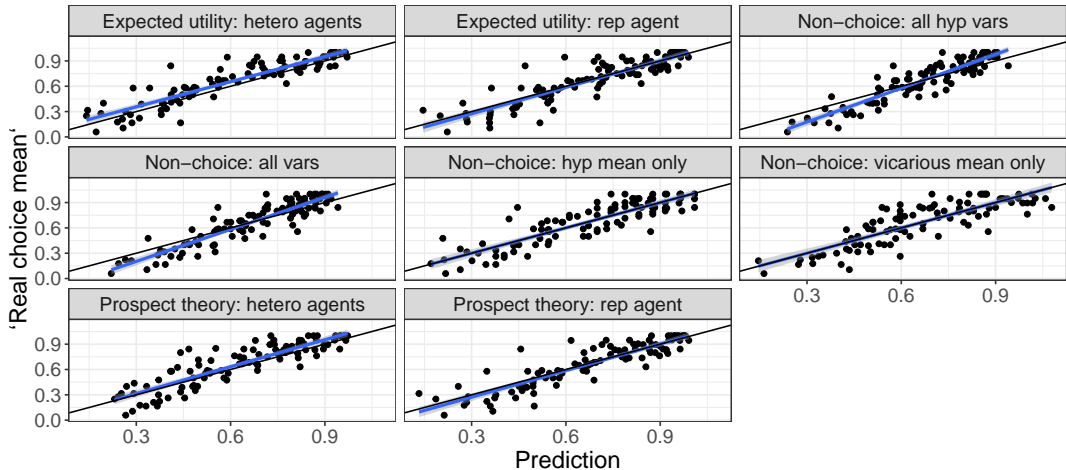 Expected utility: hetero agents
Expected utility: rep agent
Non−choice: all hyp vars
0.9
0.6
0.3
0.0
Non−choice: all vars
Non−choice: hyp mean only
Non−choice: vicarious mean only
0.9
0.6
0.3
0.0
0.3 0.6 0.9
Prospect theory: hetero agents
Prospect theory: rep agent
0.9
0.6
0.3
0.0
0.3 0.6 0.9
0.3 0.6 0.9
Prediction
‘Real choice mean‘